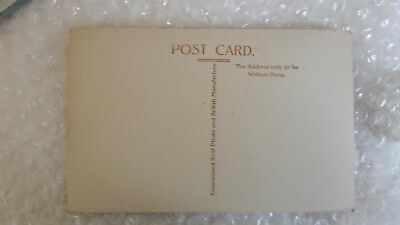 POST CARD.
The Address only to be
Written Here.
Guaranteed Real Photo and British Manufacture